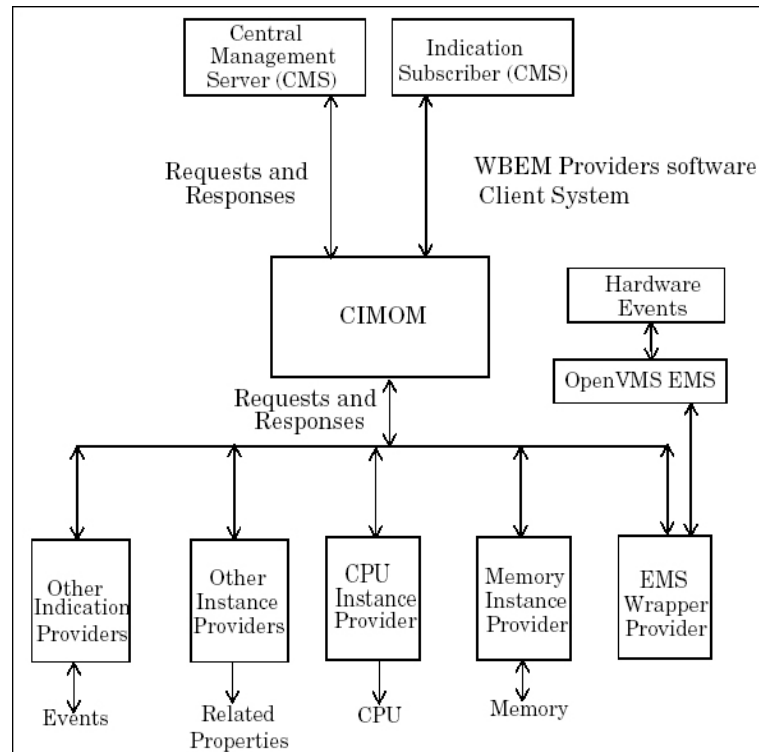 Central
Management
Server (CMS)
Indication
Subscriber (CMS)
Requests and
Responses
WBEM Providers software
Client System
CIMOM
Hardware
Events
OpenVMS EMS
Requests and
Responses
Other
Indication
Providers
Other
Instance
Providers
CPU
Instance
Provider
Memory
Instance
Provider
EMS
Wrapper
Provider
Events
Related
Properties
CPU
Memory